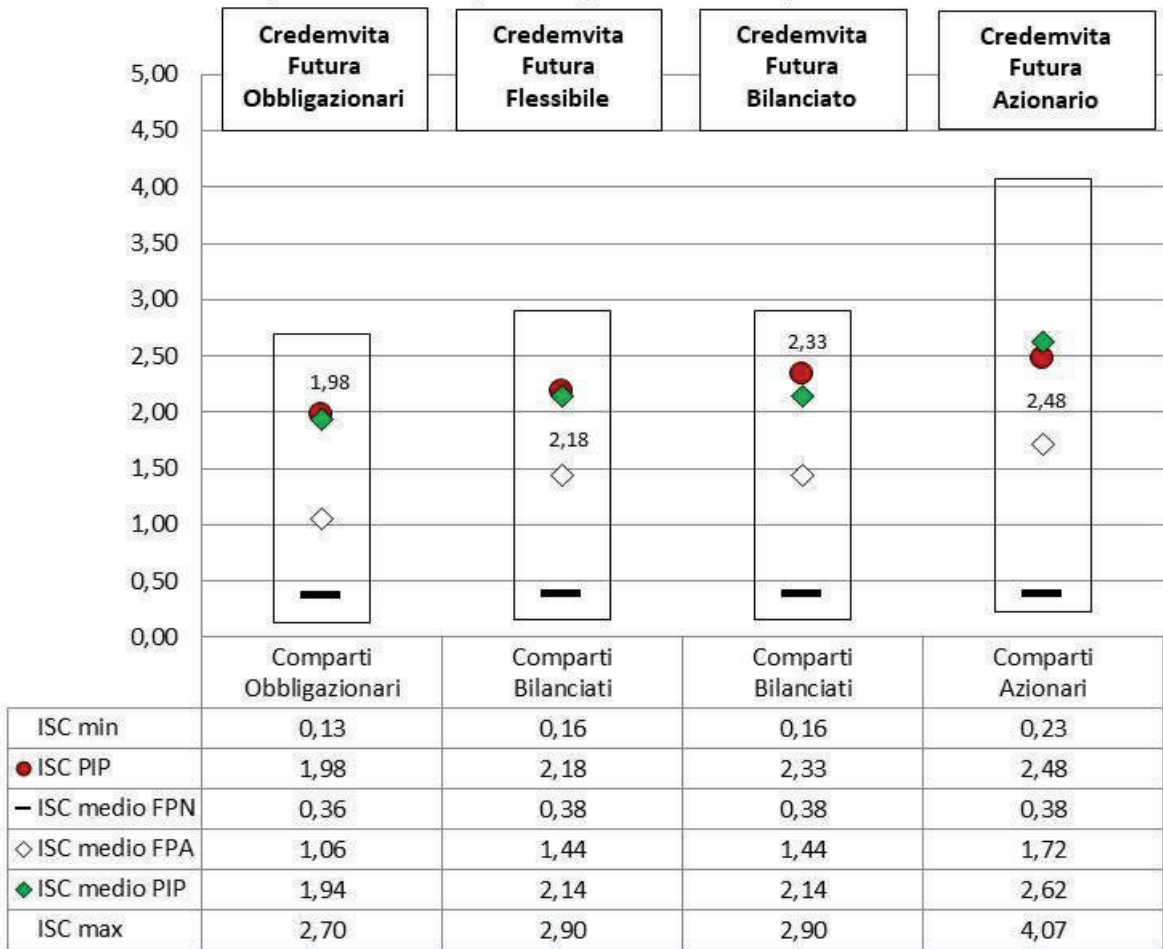 Credemvita
Futura
Obbligazionari
Credemvita
Futura
Flessibile
Credemvita
Futura
Bilanciato
Credemvita
Futura
Azionario
5,00
4,50
4,00
3,50
3,00
2,50
2,00
1,50
1,00
0,50
0,00
1,98
2,18
2,33
2,48
Comparti
Obbligazionari
Comparti
Bilanciati
Comparti
Bilanciati
Comparti
Azionari
ISC min 0,13 0,16 0,16 0,23
ISC PIP 1,98 2,18 2,33 2,48
ISC medio FPN 0,36 0,38 0,38 0,38
ISC medio FPA 1,06 1,44 1,44 1,72
ISC medio PIP 1,94 2,14 2,14 2,62
ISC max 2,70 2,90 2,90 4,07